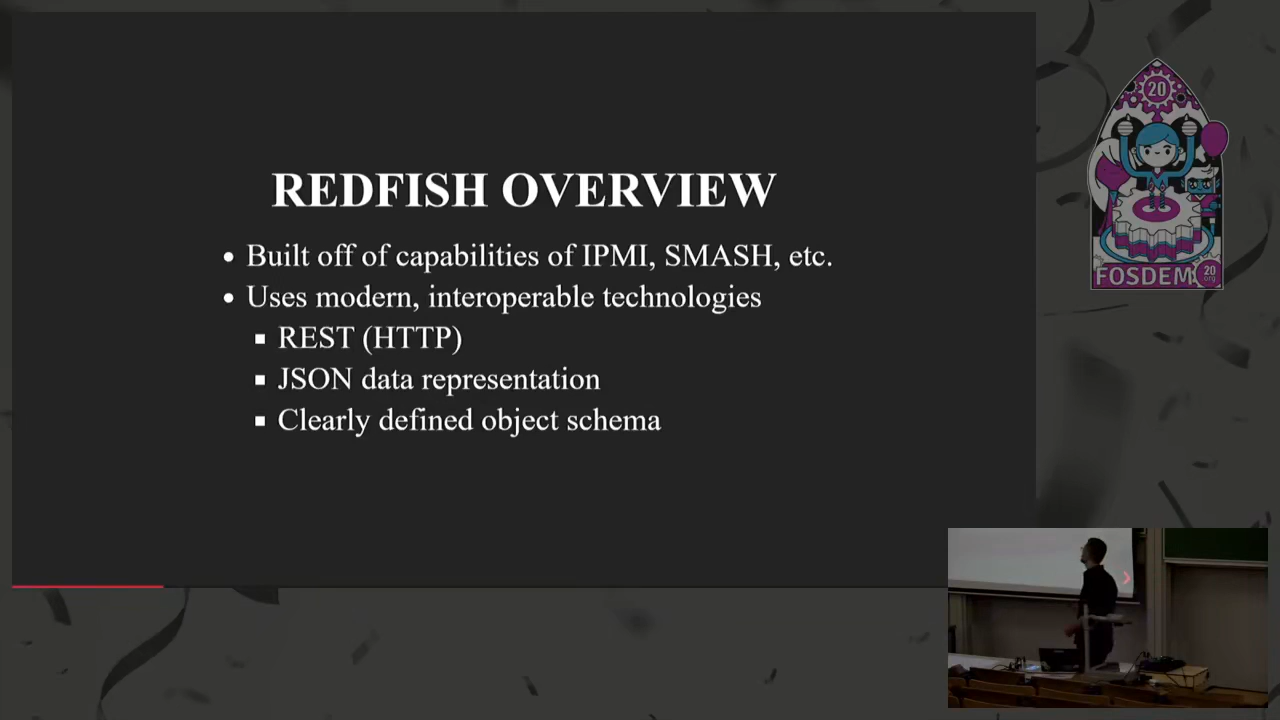 REDFISH OVERVIEW
Built off of capabilities of IPMI, SMASH, etc.
Uses modern, interoperable technologies
REST (HTTP)
JSON data representation
Clearly defined object schema
20
FOSDEM 20
org